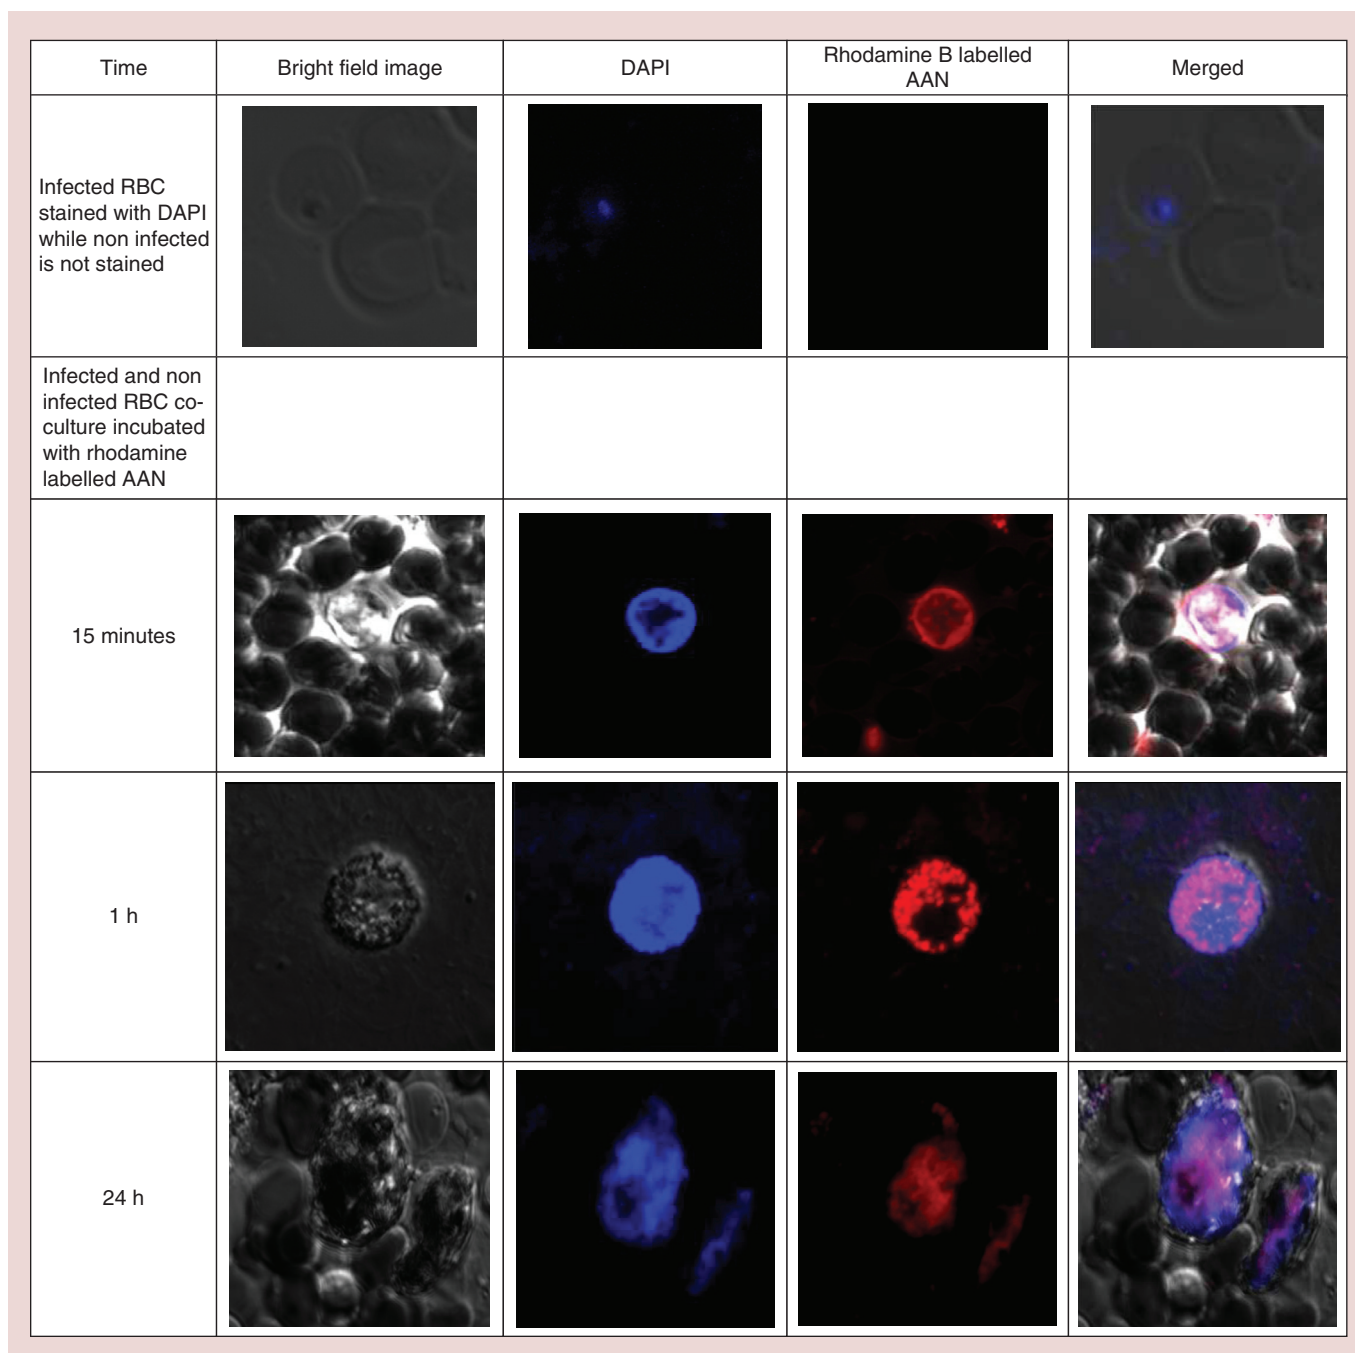 Time
Bright field image
DAPI
Rhodamine B labelled
AAN
Merged
Infected RBC
stained with DAPI
while non infected
is not stained
Infected and non
infected RBC co-
culture incubated
with rhodamine
labelled AAN
15 minutes
1 h
24 h